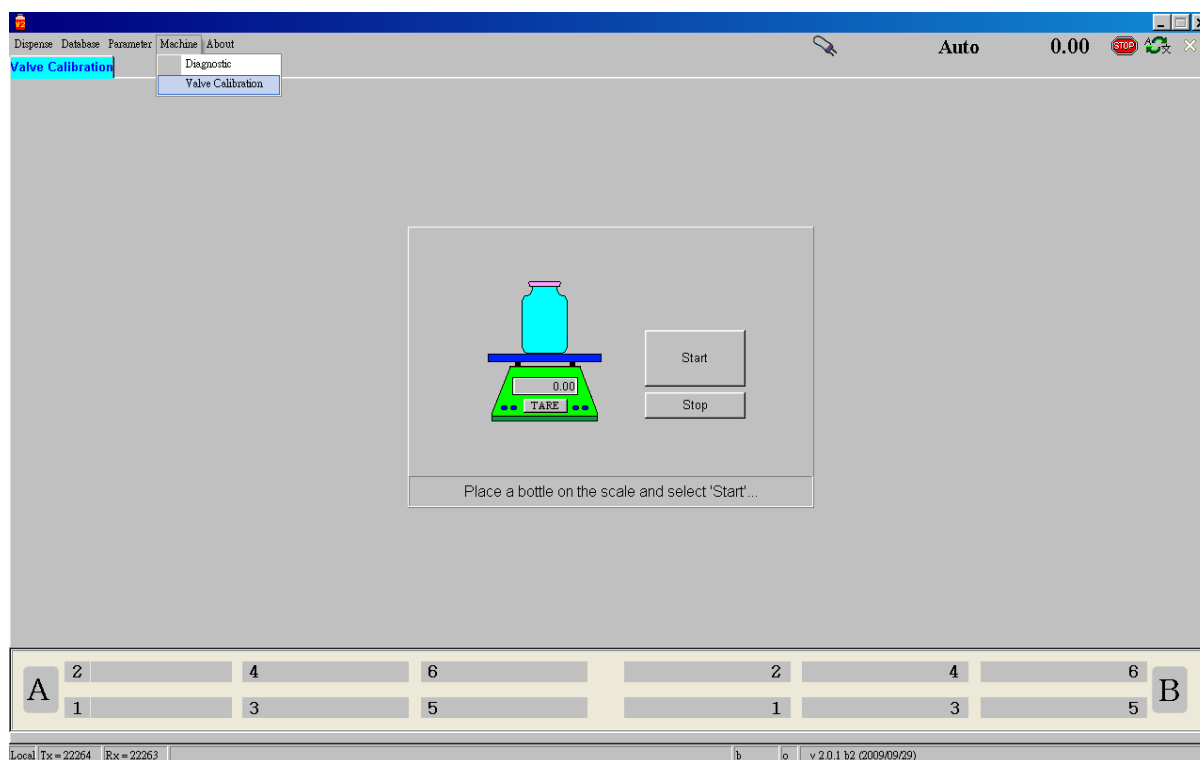 V2
Dispense Database Parameter Machine About
Auto 0.00 STOP
Valve Calibration
Diagnostic
Valve Calibration
0.00
TARE
Start
Stop
Place a bottle on the scale and select 'Start'...
A
2 4 6
1 3 5
2 4 6
1 3 5
B
Local Tx = 22264 Rx = 22263 b o v 2.0.1 b2 (2009/09/29)